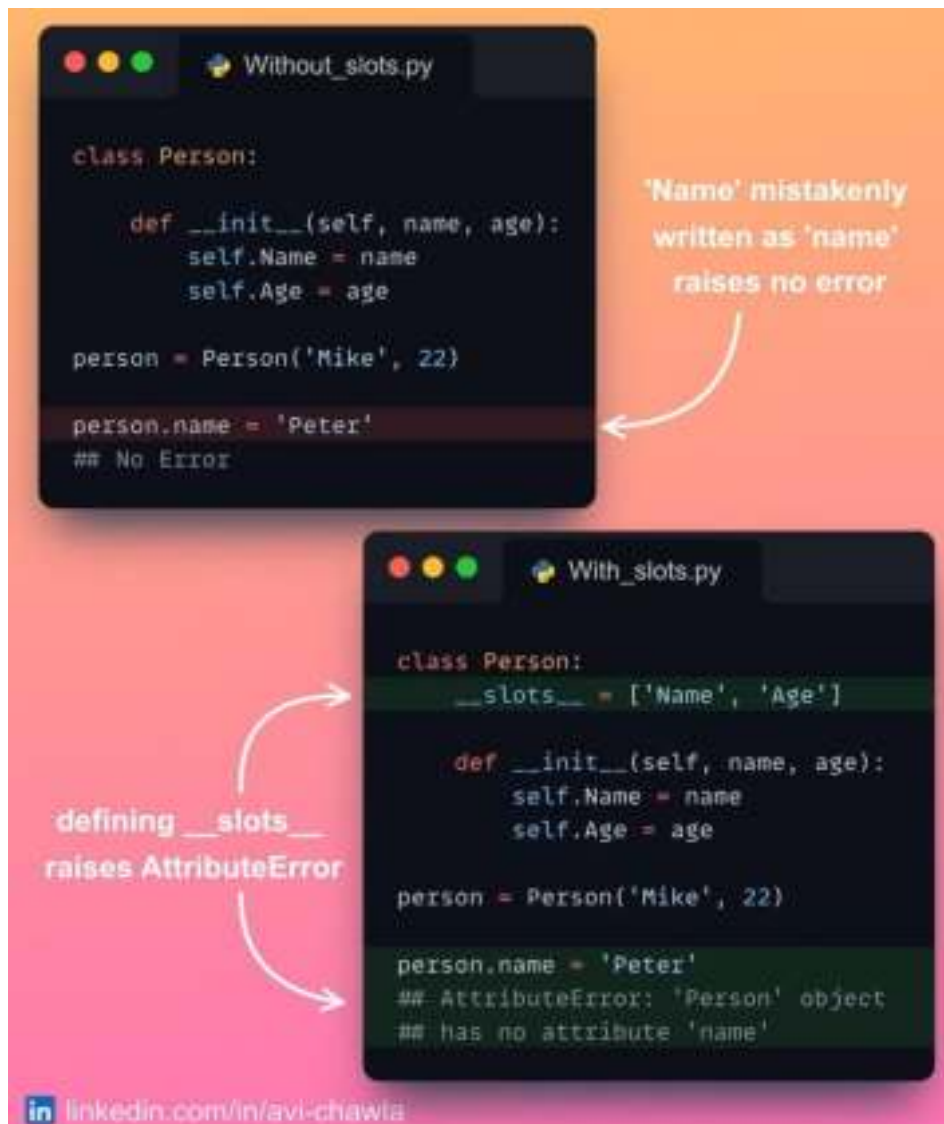 Without_slots.py
class Person:
def __init__(self, name, age):
self.Name = name
self.Age = age
person = Person('Mike', 22)
person.name = 'Peter'
## No Error
'Name' mistakenly
written as 'name'
raises no error
With_slots.py
class Person:
__slots__ = ['Name', 'Age']
def __init__(self, name, age):
self.Name = name
self.Age = age
person = Person('Mike', 22)
person.name = 'Peter'
## AttributeError: 'Person' object
## has no attribute 'name'
defining __slots__
raises AttributeError
in linkedin.com/in/avi-chawla